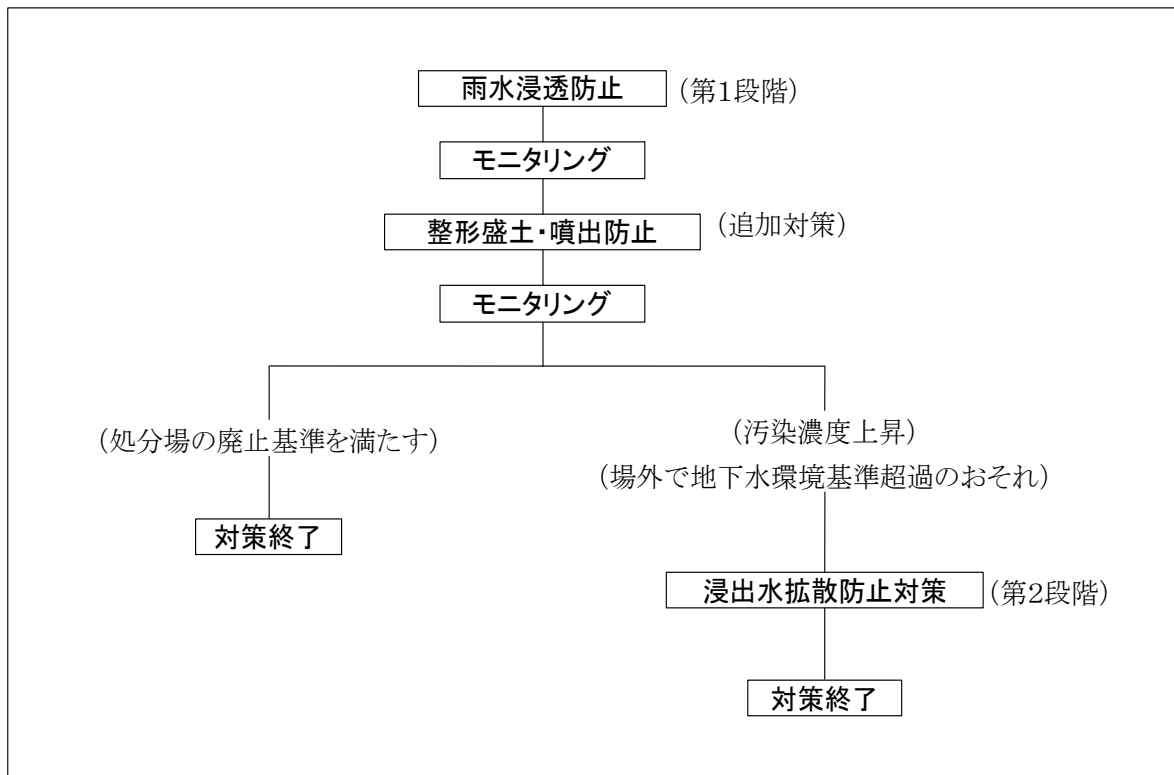 雨水浸透防止 (第1段階)
モニタリング
整形盛土・噴出防止 (追加対策)
モニタリング
(処分場の廃止基準を満たす)
対策終了
(汚染濃度上昇)
(場外で地下水環境基準超過のおそれ)
浸出水拡散防止対策 (第2段階)
対策終了